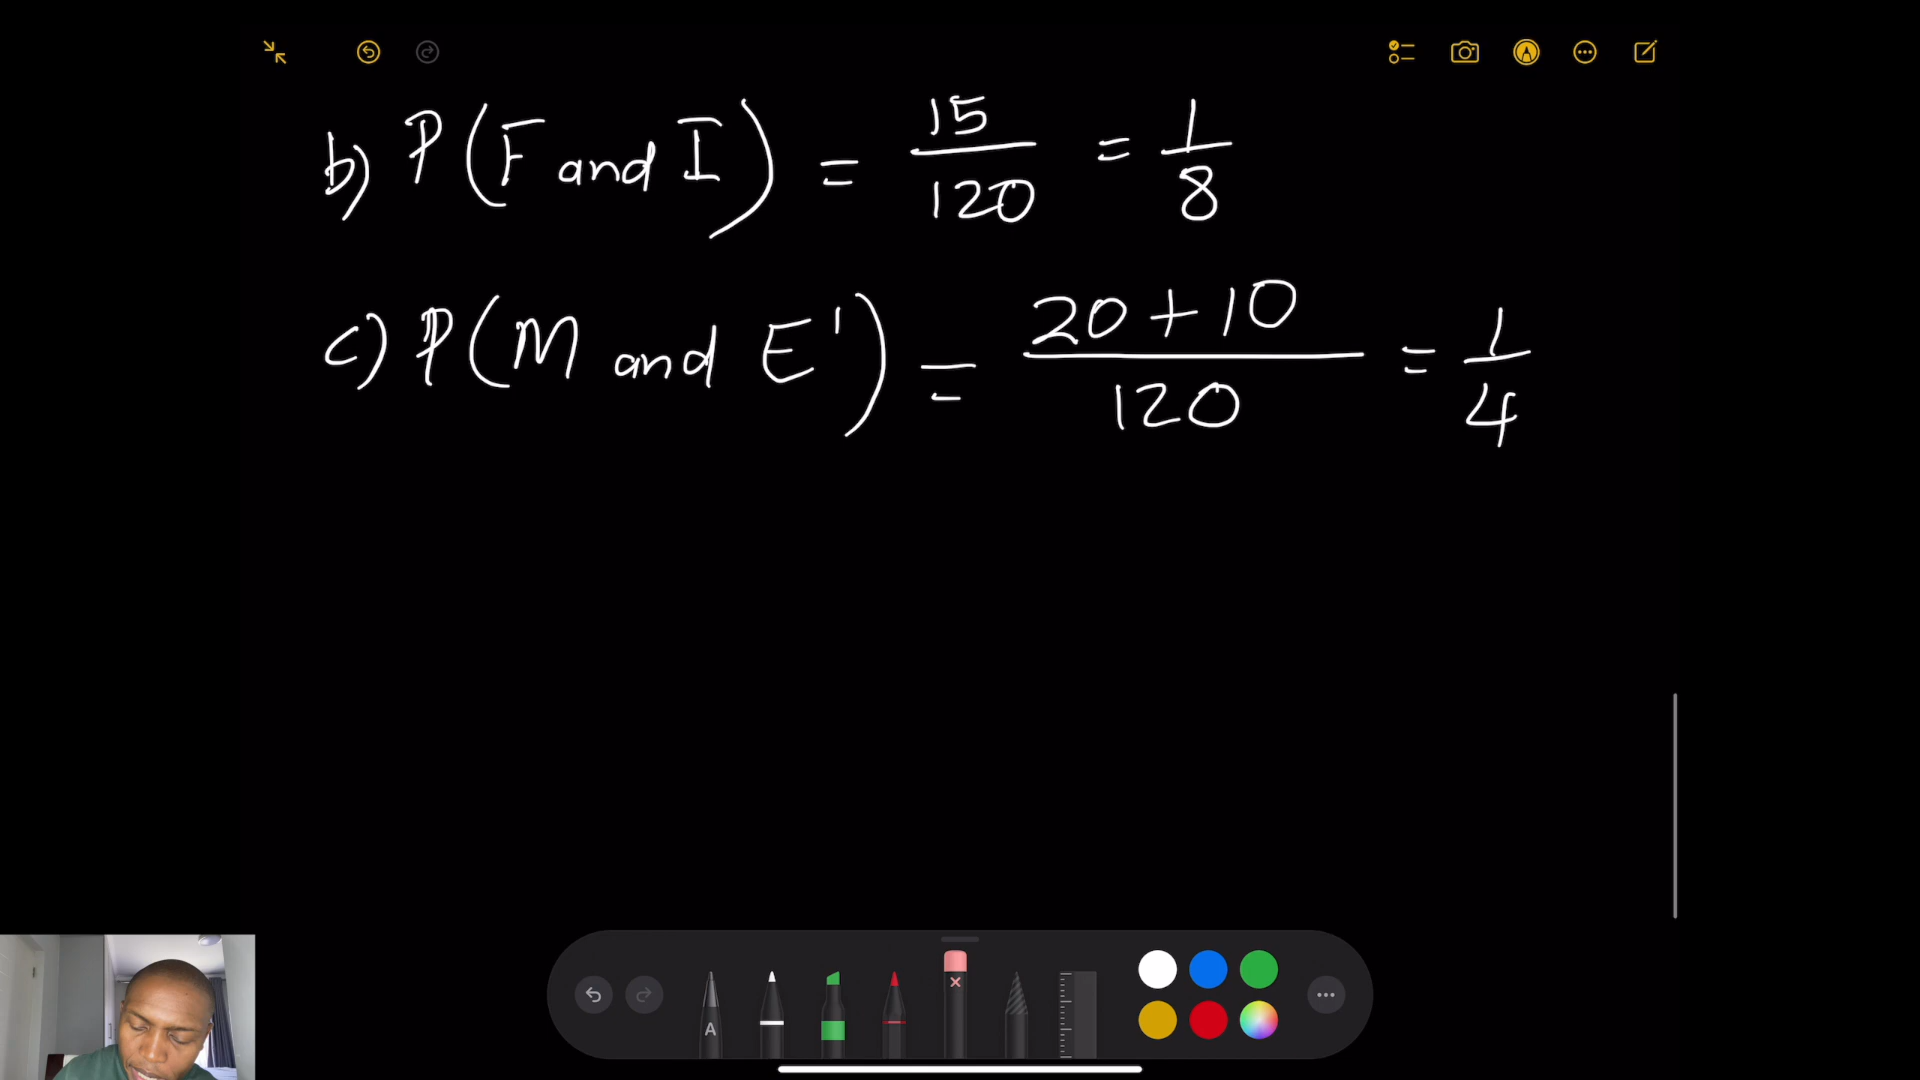 b) P(F and I) = 15/120 = 1/8
c) P(M and E') = 20+10/120 = 1/4
A